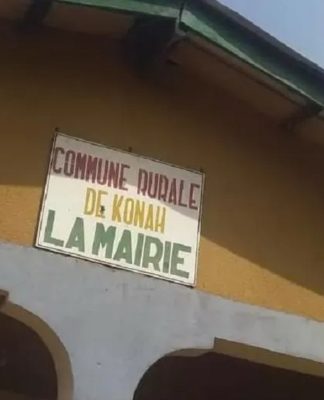 COMMUNE RURALE
DE KONAH
LA MAIRIE